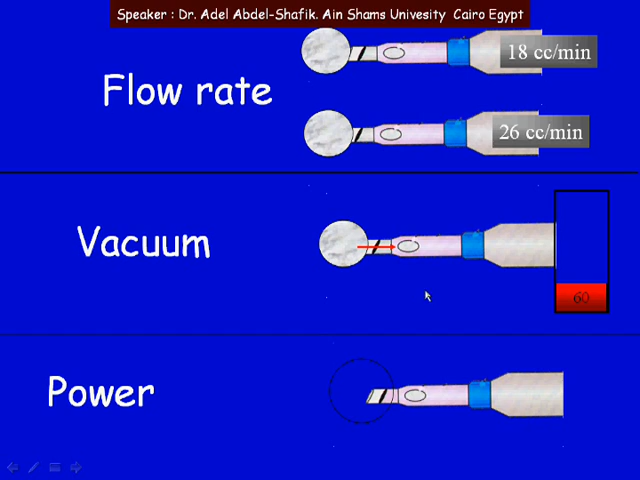 Speaker : Dr. Adel Abdel-Shafik. Ain Shams Univesity Cairo Egypt
18 cc/min
Flow rate
26 cc/min
Vacuum
60
Power